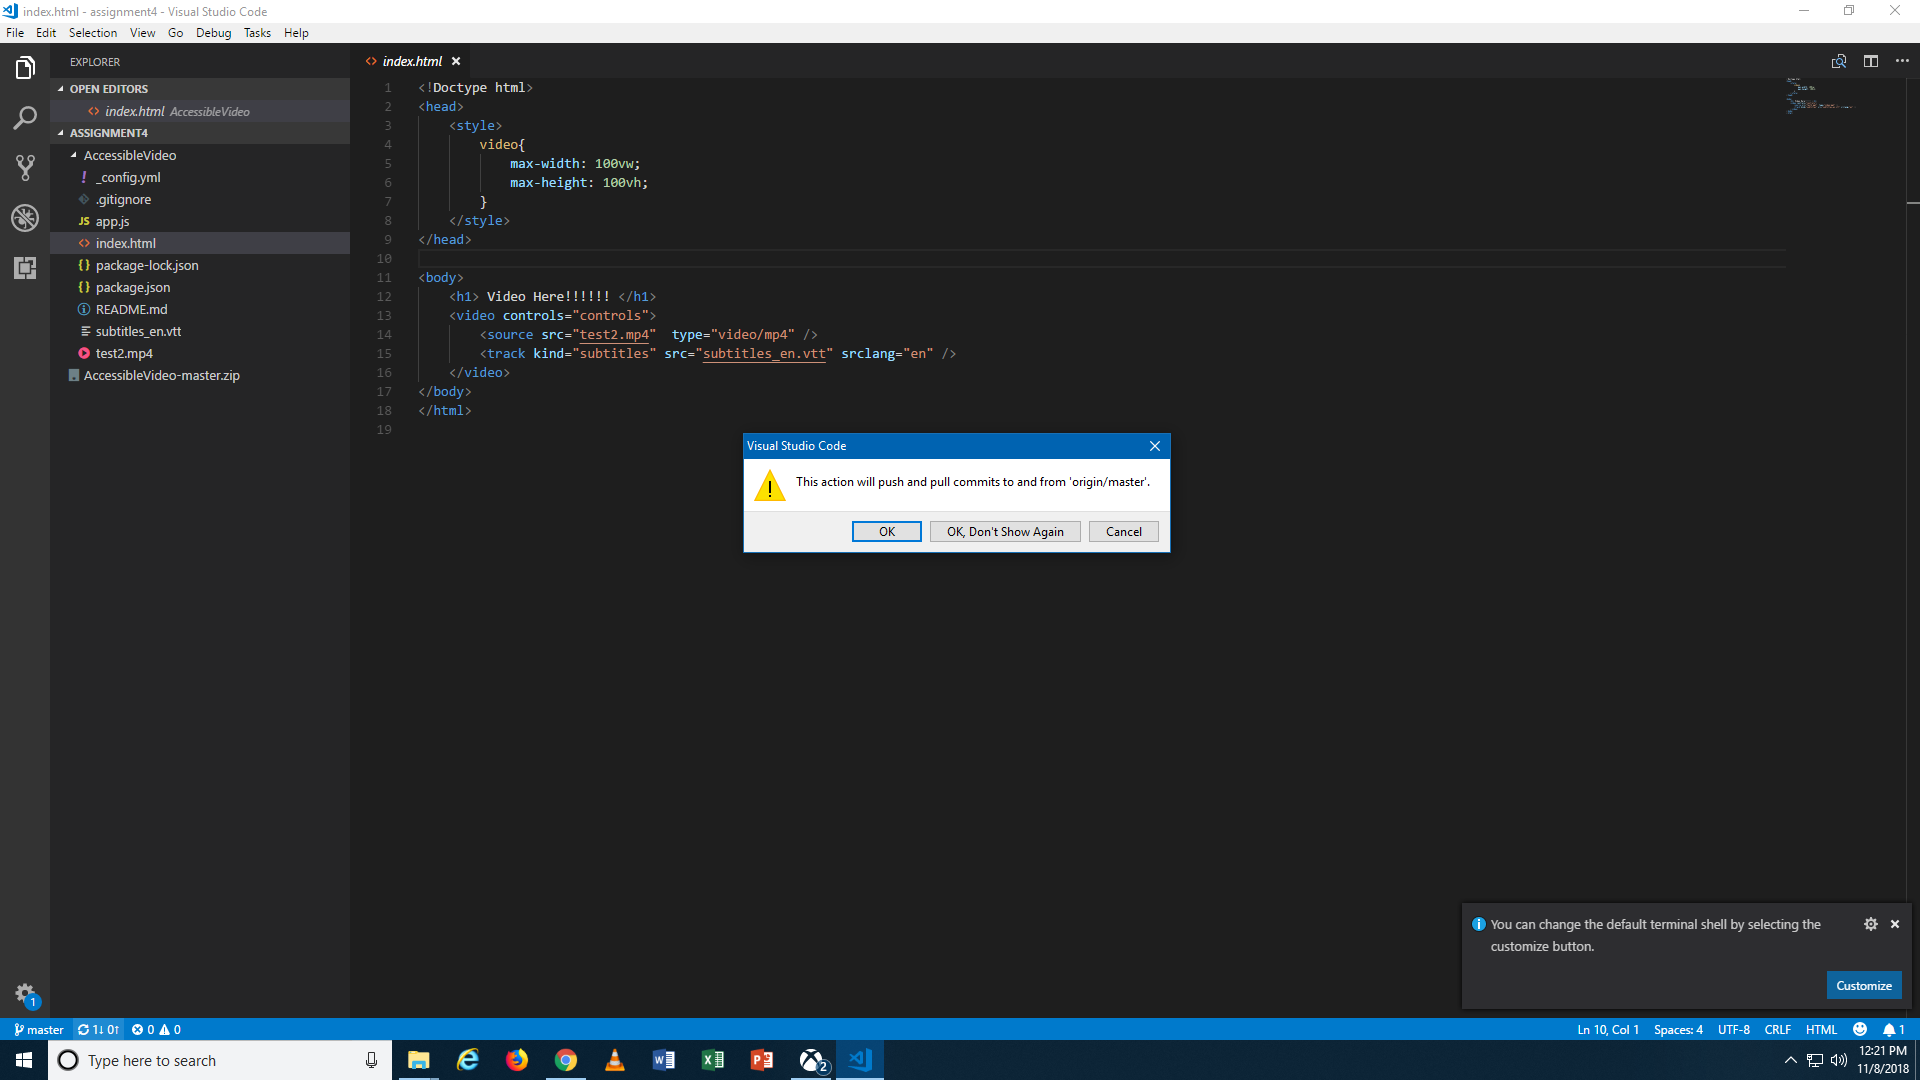 index.html - assignment4 - Visual Studio Code
File Edit Selection View Go Debug Tasks Help
EXPLORER
OPEN EDITORS
index.html AccessibleVideo
ASSIGNMENT4
AccessibleVideo
! _config.yml
.gitignore
JS app.js
<> index.html
{} package-lock.json
{} package.json
README.md
subtitles_en.vtt
test2.mp4
AccessibleVideo-master.zip
<> index.html
1 <!Doctype html>
2 <head>
3 <style>
4 video{
5 max-width: 100vw;
6 max-height: 100vh;
7 }
8 </style>
9 </head>
10
11 <body>
12 <h1> Video Here!!!!!! </h1>
13 <video controls="controls">
14 <source src="test2.mp4"  type="video/mp4" />
15 <track kind="subtitles" src="subtitles_en.vtt" srclang="en" />
16 </video>
17 </body>
18 </html>
19
Visual Studio Code
This action will push and pull commits to and from 'origin/master'.
OK
OK, Don't Show Again
Cancel
You can change the default terminal shell by selecting the
customize button.
Customize
1
master 1↓ 0↑ 0 0
Ln 10, Col 1 Spaces: 4 UTF-8 CRLF HTML 1
Type here to search
2
12:21 PM
11/8/2018